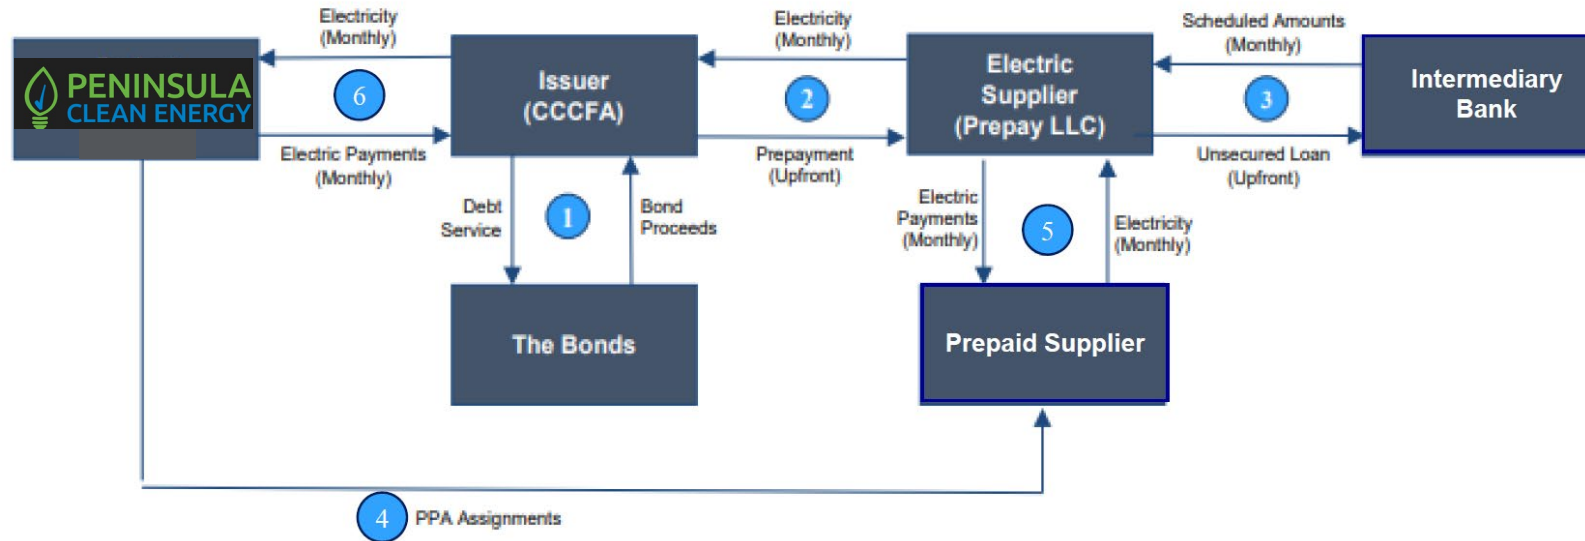 Electricity
(Monthly)
PENINSULA
CLEAN ENERGY
6
Electric Payments
(Monthly)
Issuer
(CCCFA)
Electricity
(Monthly)
2
Prepayment
(Upfront)
Electric
Supplier
(Prepay LLC)
Scheduled Amounts
(Monthly)
3
Unsecured Loan
(Upfront)
Intermediary
Bank
Debt
Service
1
Bond
Proceeds
Electric
Payments
(Monthly)
5
Electricity
(Monthly)
The Bonds
Prepaid Supplier
4
PPA Assignments